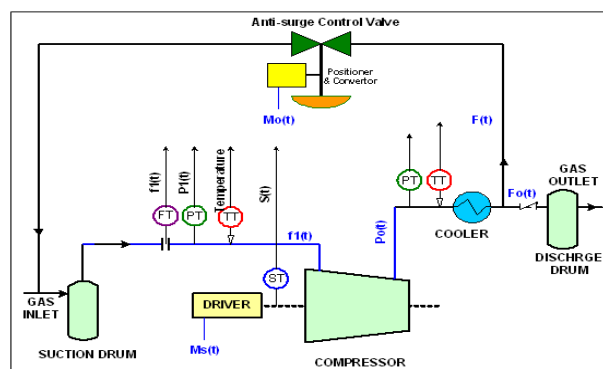 Anti-surge Control Valve
Positioner
& Convertor
Mo(t)
F(t)
f1(t)
P1(t)
Temperature
S(t)
FT
PT
TT
PT
TT
GAS
OUTLET
Fo(t)
Po(t)
f1(t)
COOLER
DISCHRGE
DRUM
ST
GAS
INLET
DRIVER
Ms(t)
SUCTION DRUM
COMPRESSOR